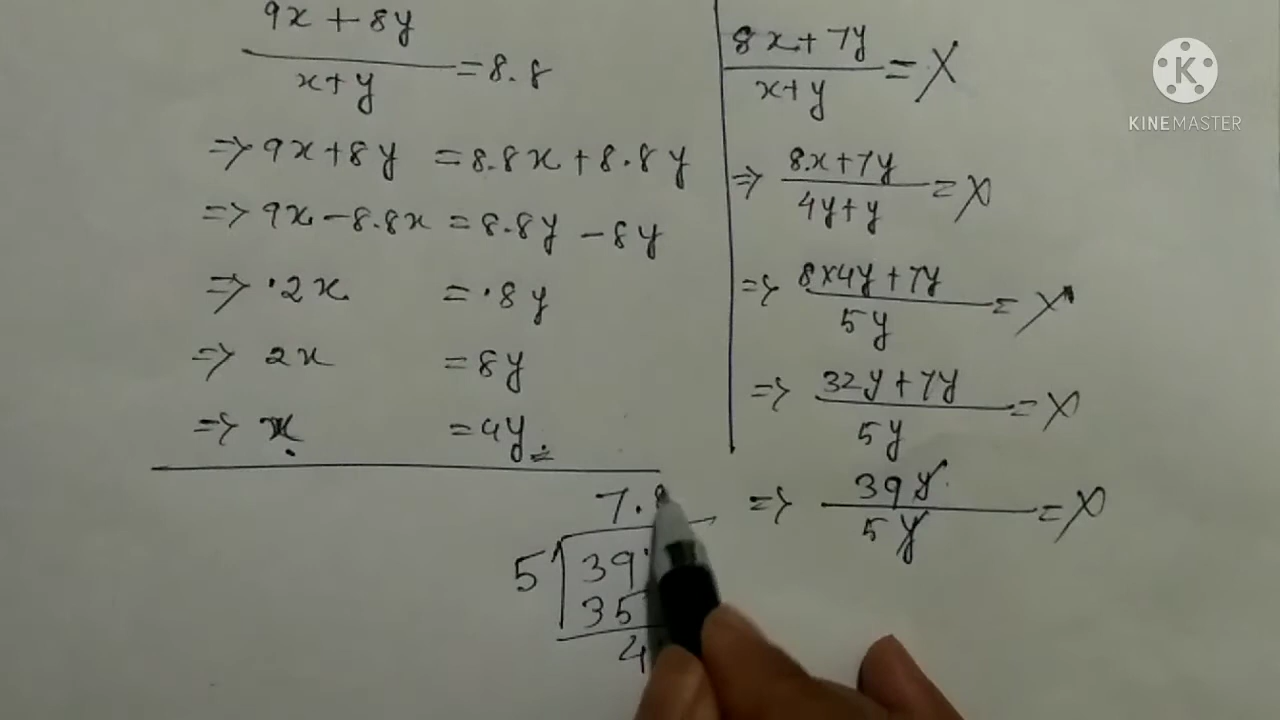 9x + 8y
x + y = 8.8
=> 9x + 8y = 8.8x + 8.8y
=> 9x - 8.8x = 8.8y - 8y
=> .2x = .8y
=> 2x = 8y
=> x = 4y
8x + 7y
x + y = X
=> 8x + 7y
4y + y = X
=> 8x4y + 7y
5y = X
=> 32y + 7y
5y = X
=> 39y
5y = X
7.
5 39
35
4
K
KINEMASTER